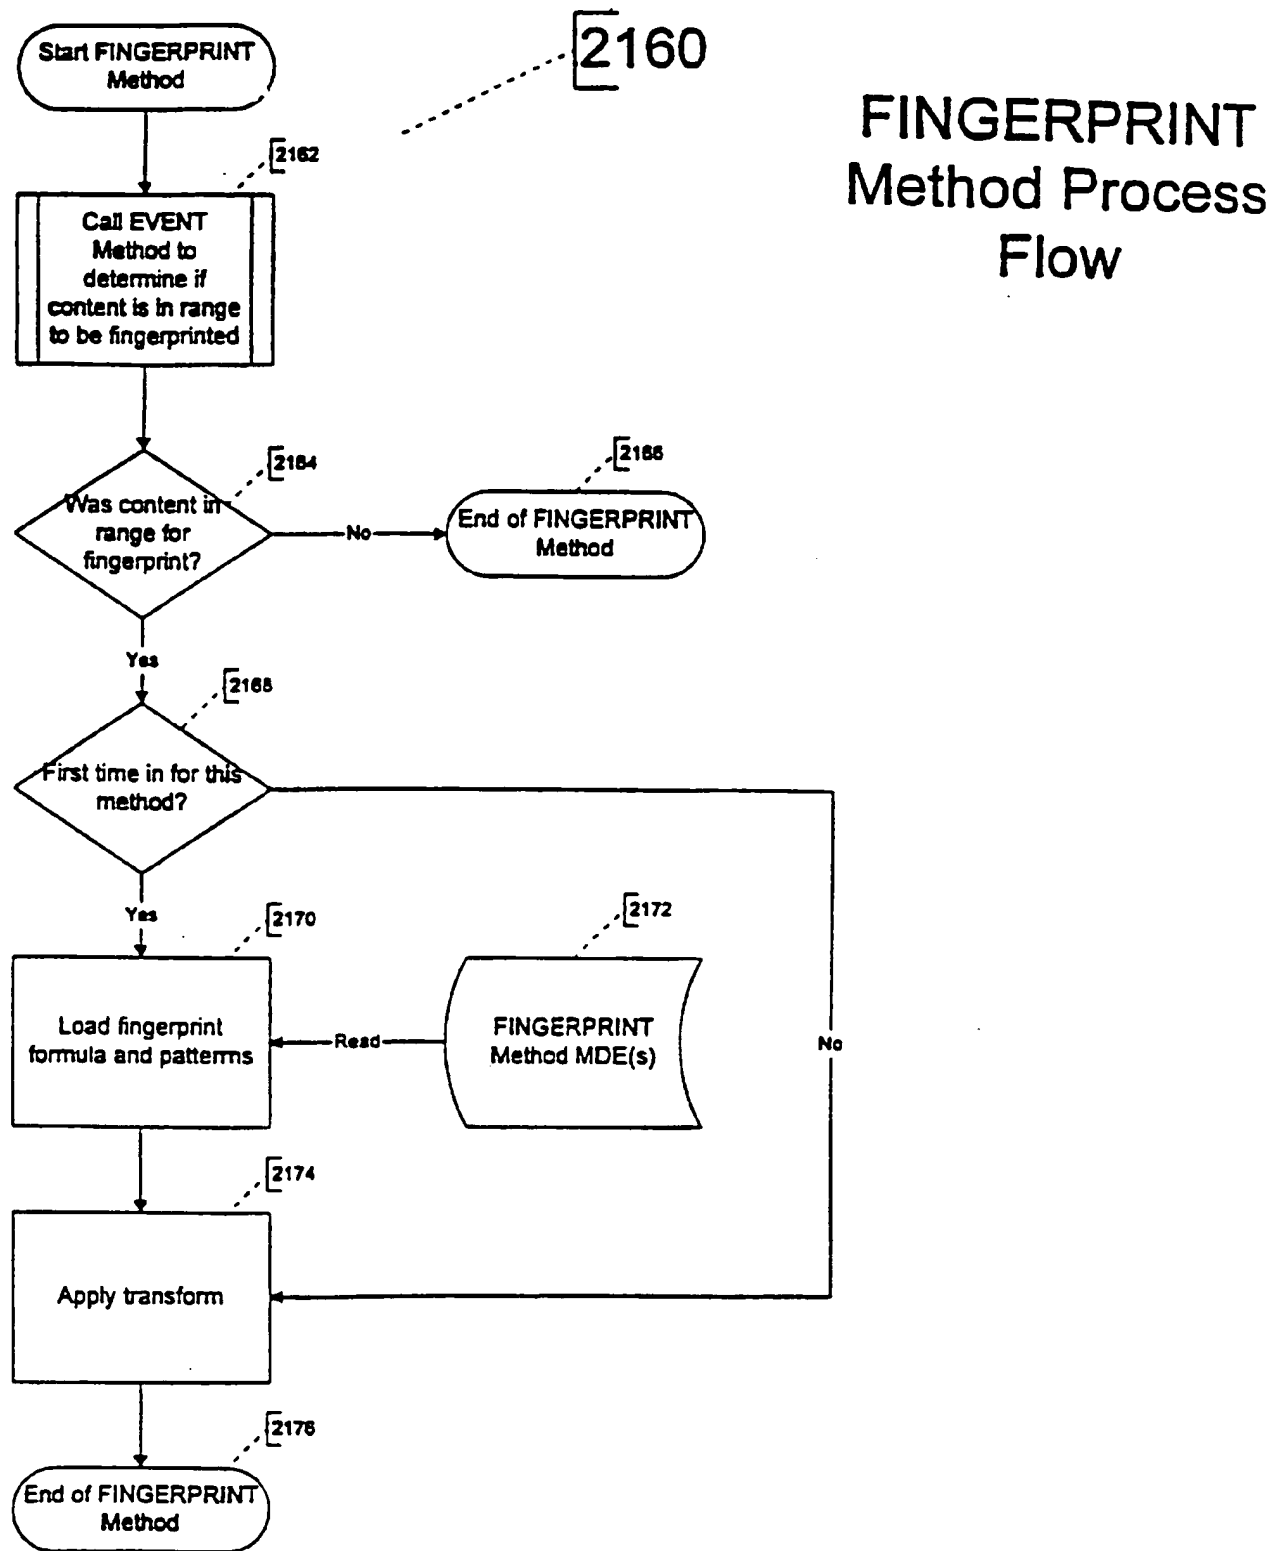 Start FINGERPRINT
Method
2160
FINGERPRINT
Method Process
Flow
2162
Call EVENT
Method to
determine if
content is in range
to be fingerprinted
2164
Was content in
range for
fingerprint?
No
2166
End of FINGERPRINT
Method
Yes
2168
First time in for this
method?
Yes
2170
Load fingerprint
formula and patterns
Read
2172
FINGERPRINT
Method MDE(s)
No
2174
Apply transform
2176
End of FINGERPRINT
Method